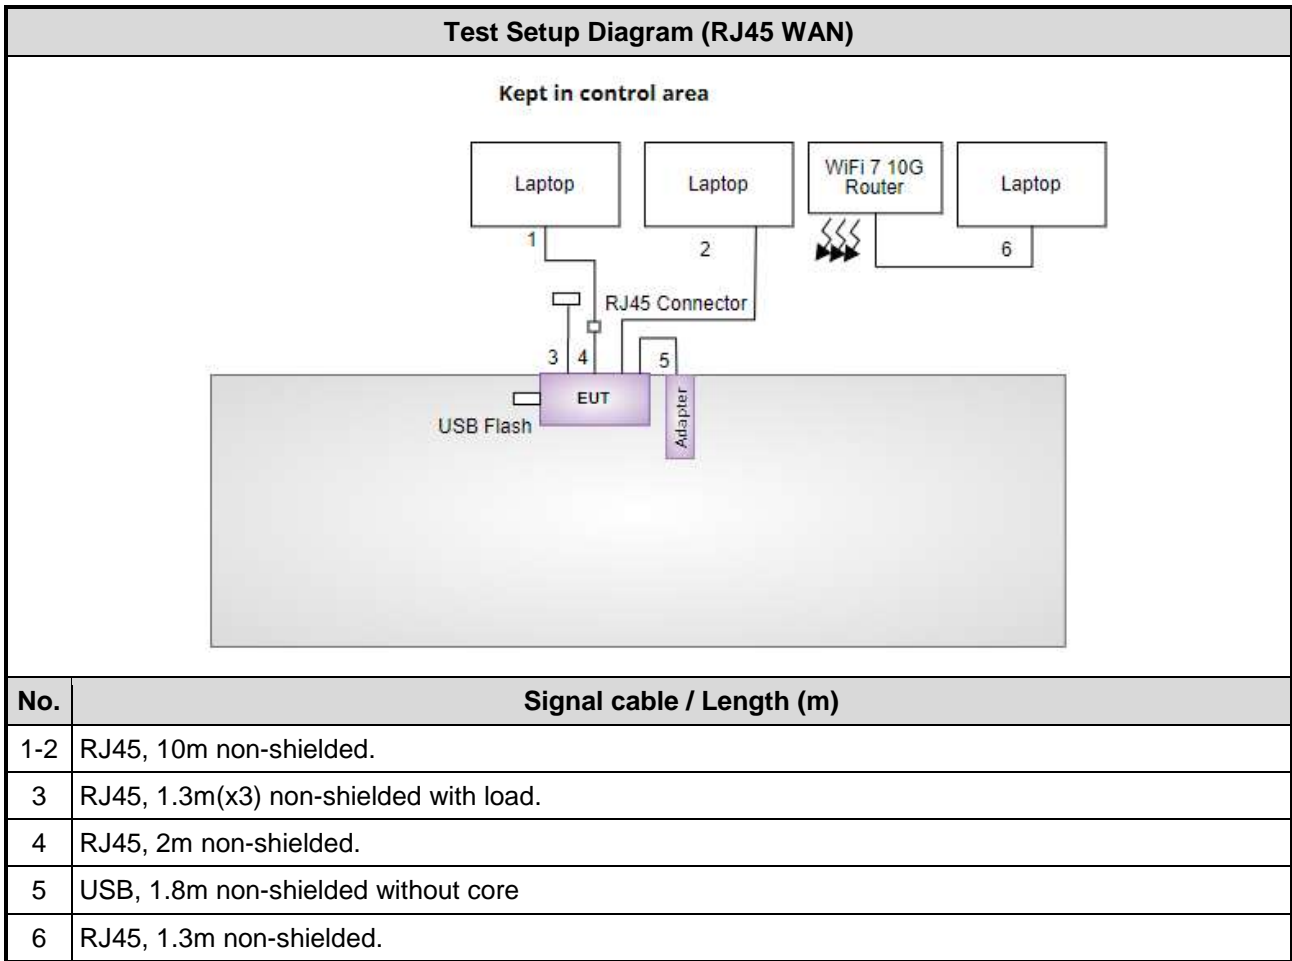 Test Setup Diagram (RJ45 WAN)
Kept in control area
Laptop
Laptop
WiFi 7 10G
Router
Laptop
1
2
6
RJ45 Connector
3
4
5
EUT
USB Flash
Adapter
No. Signal cable / Length (m)
1-2 RJ45, 10m non-shielded.
3 RJ45, 1.3m(x3) non-shielded with load.
4 RJ45, 2m non-shielded.
5 USB, 1.8m non-shielded without core
6 RJ45, 1.3m non-shielded.